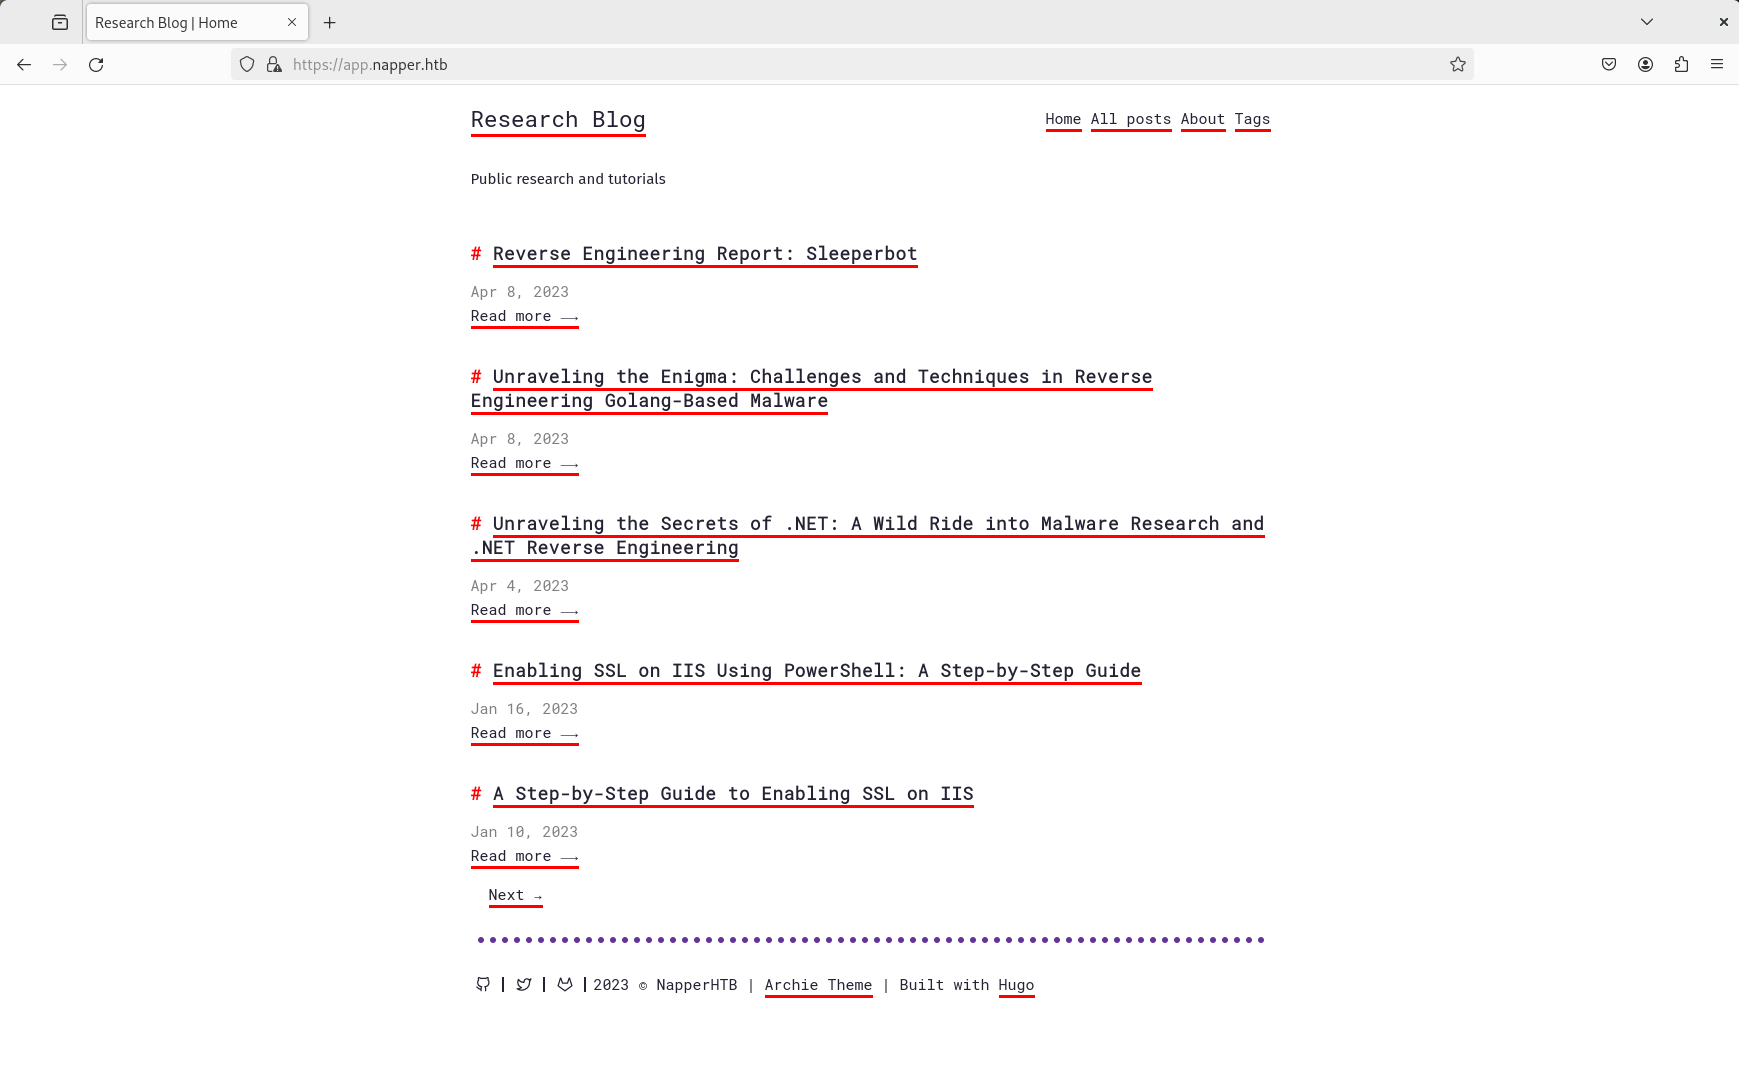 Research Blog | Home
https://app.napper.htb
Research Blog
Home All posts About Tags
Public research and tutorials
# Reverse Engineering Report: Sleeperbot
Apr 8, 2023
Read more ⟶
# Unraveling the Enigma: Challenges and Techniques in Reverse
Engineering Golang-Based Malware
Apr 8, 2023
Read more ⟶
# Unraveling the Secrets of .NET: A Wild Ride into Malware Research and
.NET Reverse Engineering
Apr 4, 2023
Read more ⟶
# Enabling SSL on IIS Using PowerShell: A Step-by-Step Guide
Jan 16, 2023
Read more ⟶
# A Step-by-Step Guide to Enabling SSL on IIS
Jan 10, 2023
Read more ⟶
Next →
| | | 2023 © NapperHTB | Archie Theme | Built with Hugo